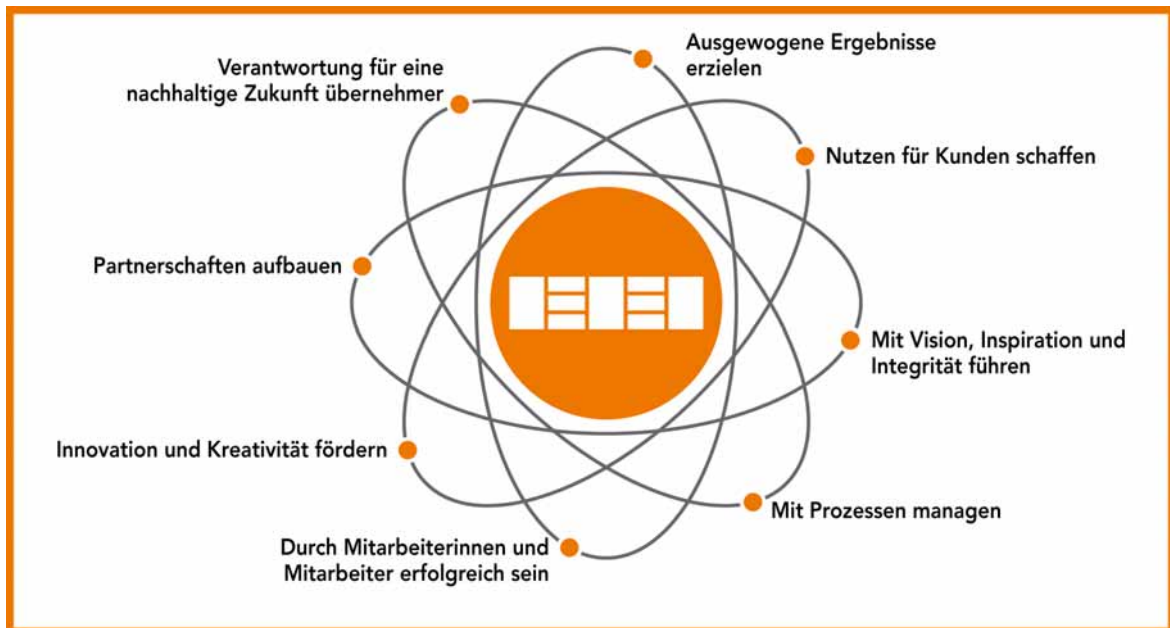 Ausgewogene Ergebnisse
erzielen
Nutzen für Kunden schaffen
Mit Vision, Inspiration und
Integrität führen
Mit Prozessen managen
Durch Mitarbeiterinnen und
Mitarbeiter erfolgreich sein
Innovation und Kreativität fördern
Partnerschaften aufbauen
Verantwortung für eine
nachhaltige Zukunft übernehmer